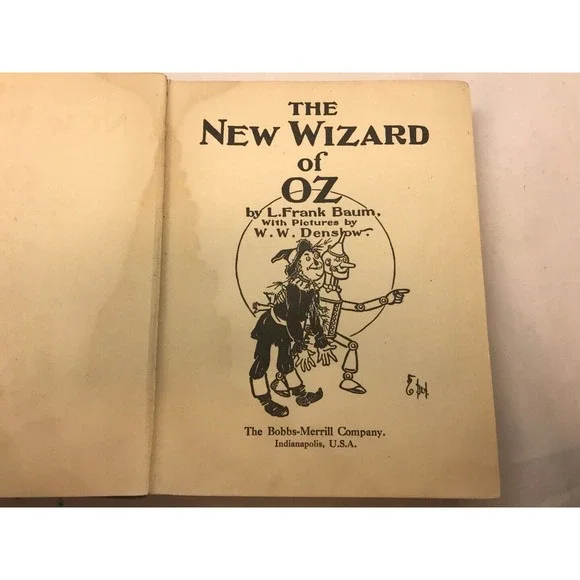 THE
NEW WIZARD
of
OZ
by L. Frank Baum.
With Pictures by
W. W. Denslow.
The Bobbs-Merrill Company.
Indianapolis, U.S.A.